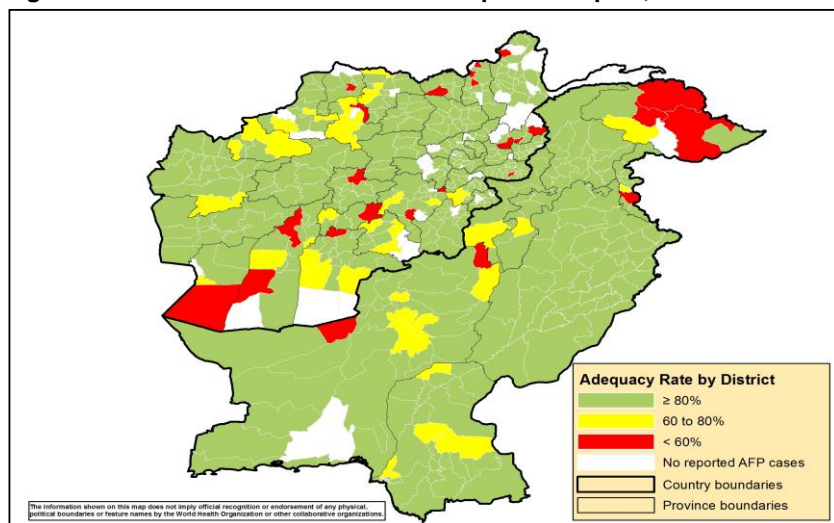 Adequacy Rate by District
≥ 80%
60 to 80%
< 60%
No reported AFP cases
Country boundaries
Province boundaries
The information shown on this map does not imply official recognition or endorsement of any physical,
political boundaries or feature names by the World Health Organization or other collaborative organizations.